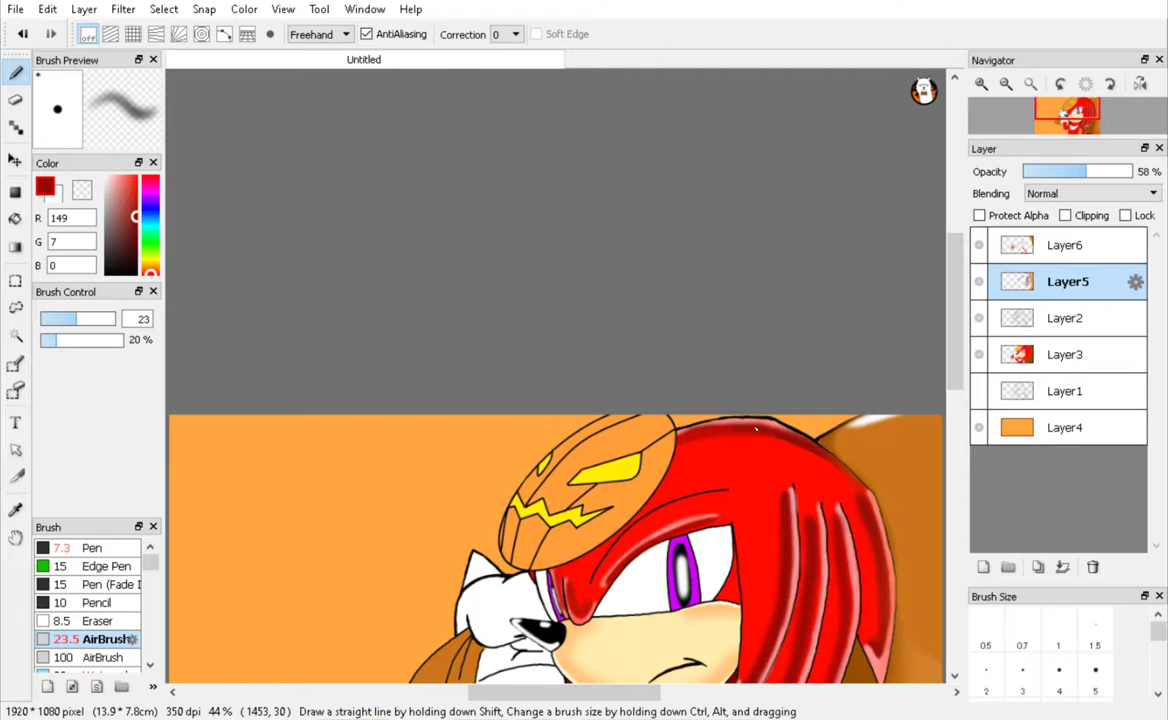 File Edit Layer Filter Select Snap Color View Tool Window Help
off Freehand AntiAliasing Correction 0 Soft Edge
Brush Preview
*
Color
R 149
G 7
B 0
Brush Control
23
20 %
T
Brush
7.3 Pen
15 Edge Pen
15 Pen (Fade I
10 Pencil
8.5 Eraser
23.5 AirBrush
100 AirBrush
Untitled
Navigator
Layer
Opacity 58 %
Blending Normal
Protect Alpha Clipping Lock
Layer6
Layer5
Layer2
Layer3
Layer1
Layer4
Brush Size
0.5 0.7 1 1.5
2 3 4 5
1920 * 1080 pixel (13.9 * 7.8cm) 350 dpi 44 % ( 1453, 30 ) Draw a straight line by holding down Shift, Change a brush size by holding down Ctrl, Alt, and dragging